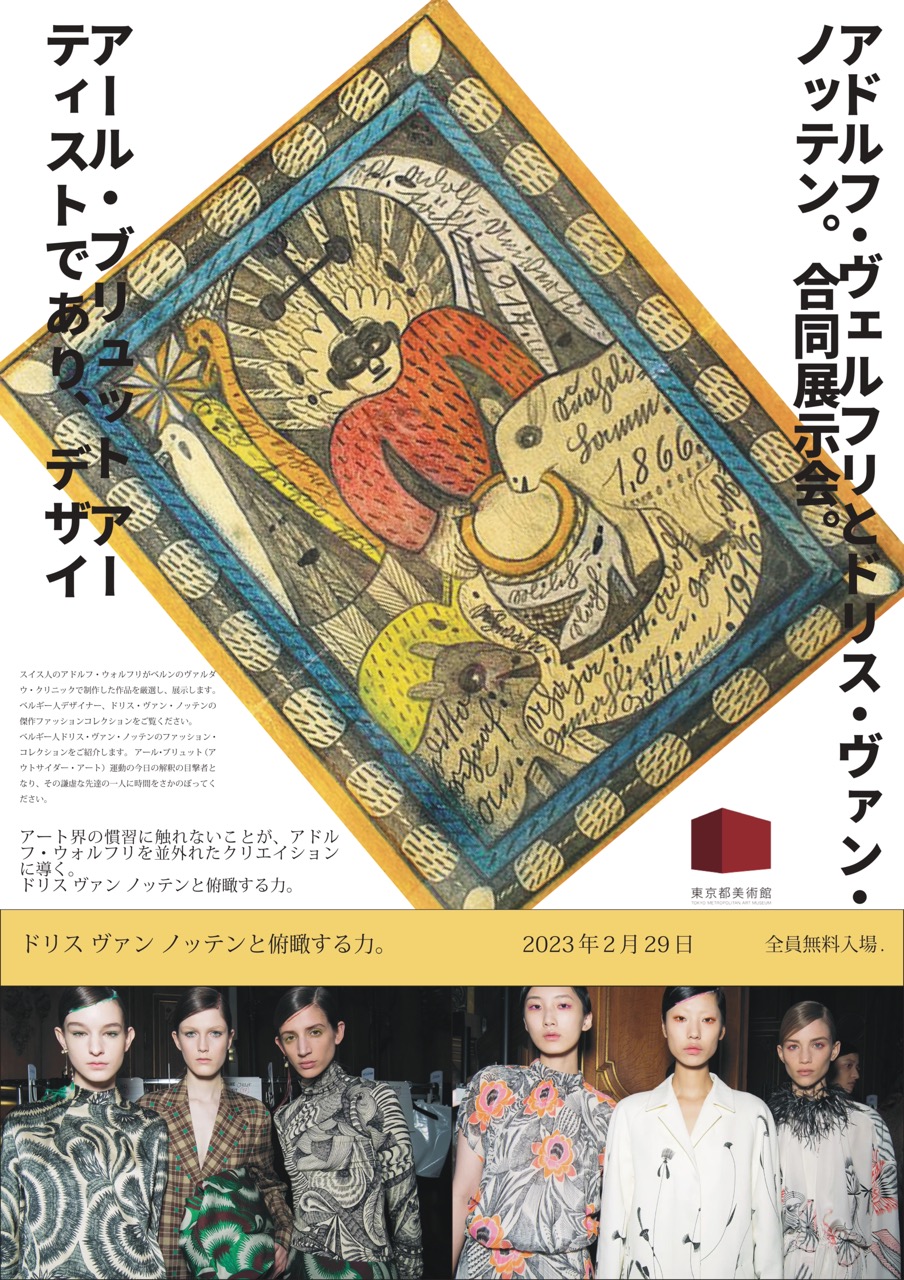 アドルフ・ヴェルフリとドリス・ヴァン・
ノッテン。合同展示会。
アール・ブリュット アー
ティストであり、デザイ
スイス人のアドルフ・ウォルフリがベルンのヴァルダ
ウ・クリニックで制作した作品を厳選し、展示します。
ベルギー人デザイナー、ドリス・ヴァン・ノッテンの
傑作ファッションコレクションをご覧ください。
ベルギー人ドリス・ヴァン・ノッテンのファッション・
コレクションをご紹介します。 アール・ブリュット（ア
ウトサイダー・アート）運動の今日の解釈の目撃者と
なり、その謙虚な先達の一人に時間をさかのぼってく
ださい。
アート界の慣習に触れないことが、アドル
フ・ウォルフリを並外れたクリエイション
に導く。
ドリス ヴァン ノッテンと俯瞰する力。
東京都美術館
TOKYO METROPOLITAN ART MUSEUM
ドリス ヴァン ノッテンと俯瞰する力。
2023年2月29日
全員無料入場.
1,866.
1916